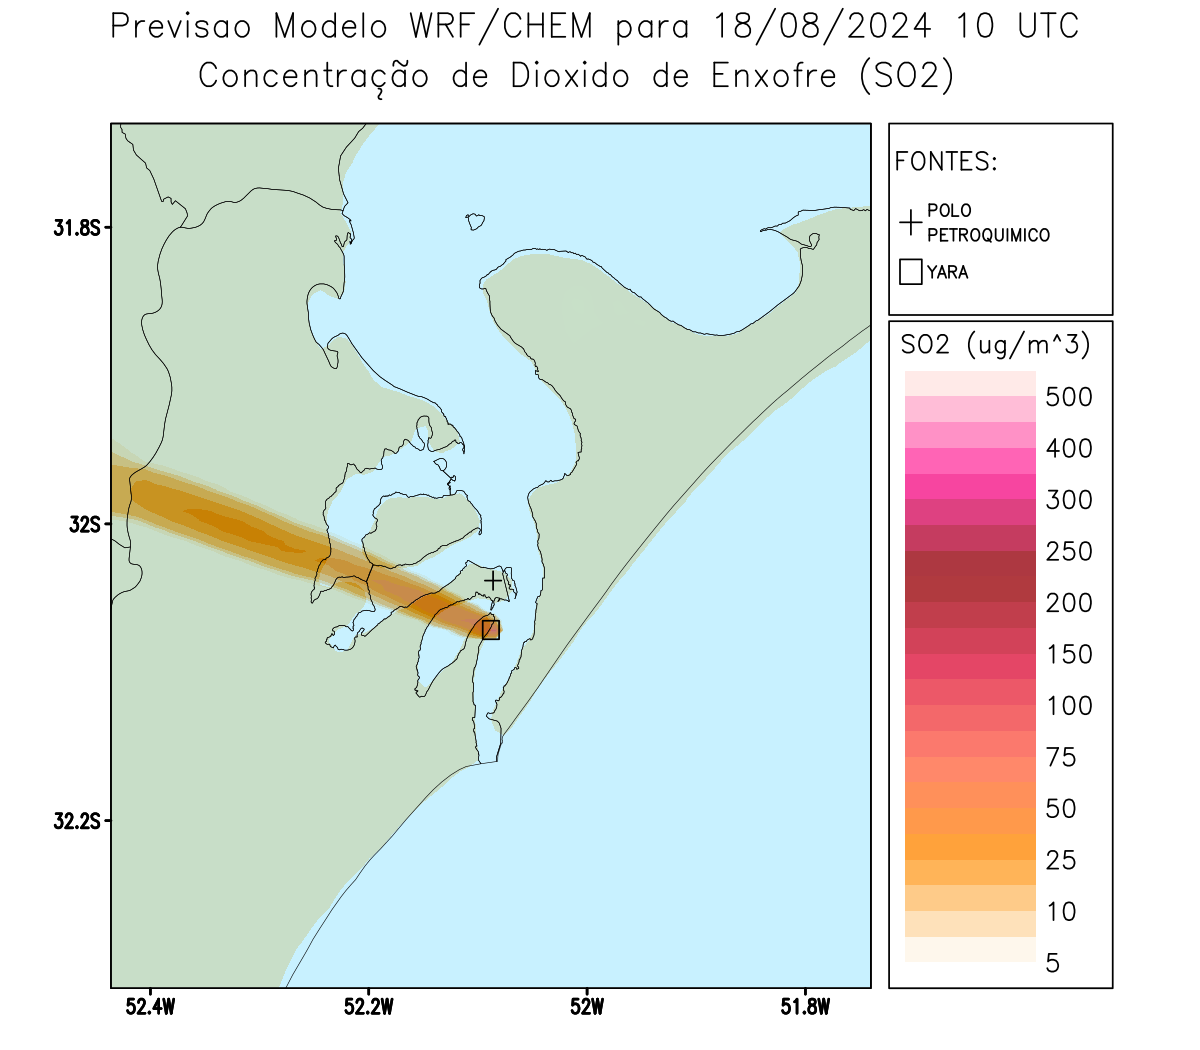 Previsao Modelo WRF/CHEM para 18/08/2024 10 UTC
Concentração de Dioxido de Enxofre (SO2)
FONTES:
POLO
PETROQUIMICO
YARA
SO2 (ug/m^3)
500
400
300
250
200
150
100
75
50
25
10
5
31.8S
32S
32.2S
52.4W
52.2W
52W
51.8W